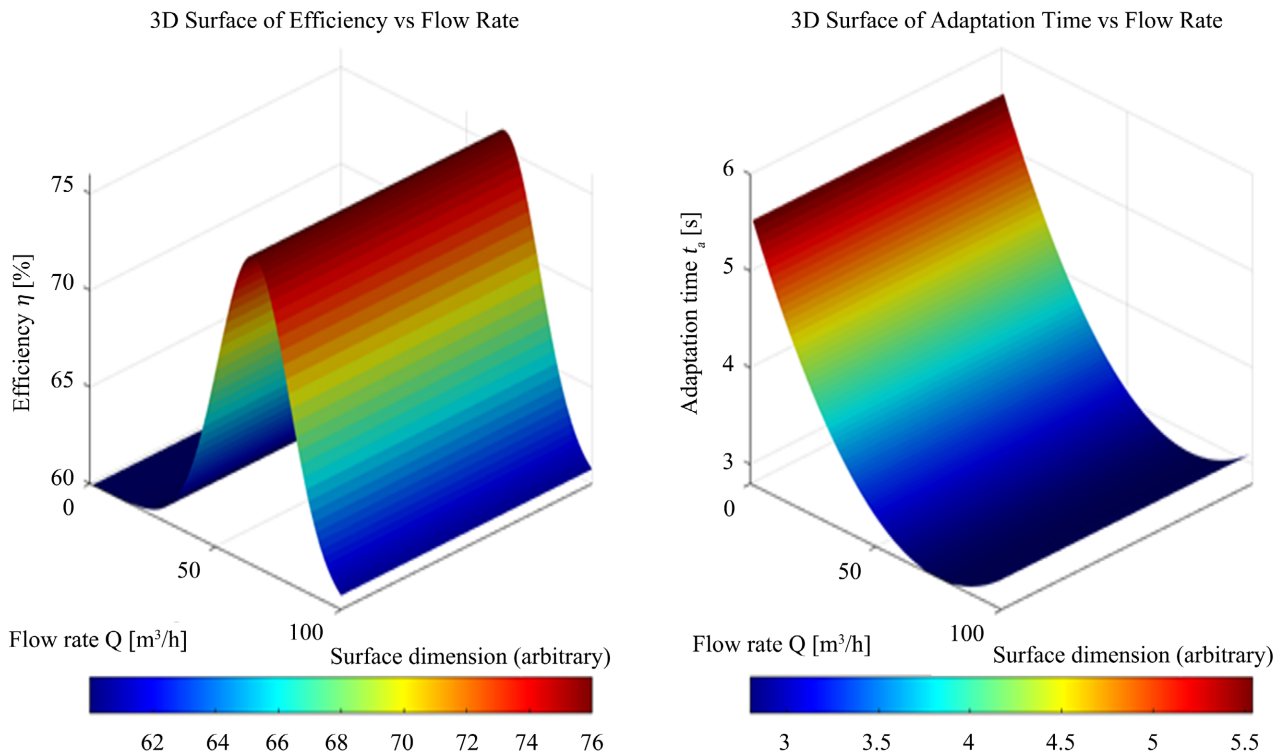 3D Surface of Efficiency vs Flow Rate
Efficiency η [%]
75
70
65
60
0
50
100
Flow rate Q [m³/h]
Surface dimension (arbitrary)
62 64 66 68 70 72 74 76
3D Surface of Adaptation Time vs Flow Rate
Adaptation time tₐ [s]
6
5
4
3
0
50
100
Flow rate Q [m³/h]
Surface dimension (arbitrary)
3 3.5 4 4.5 5 5.5